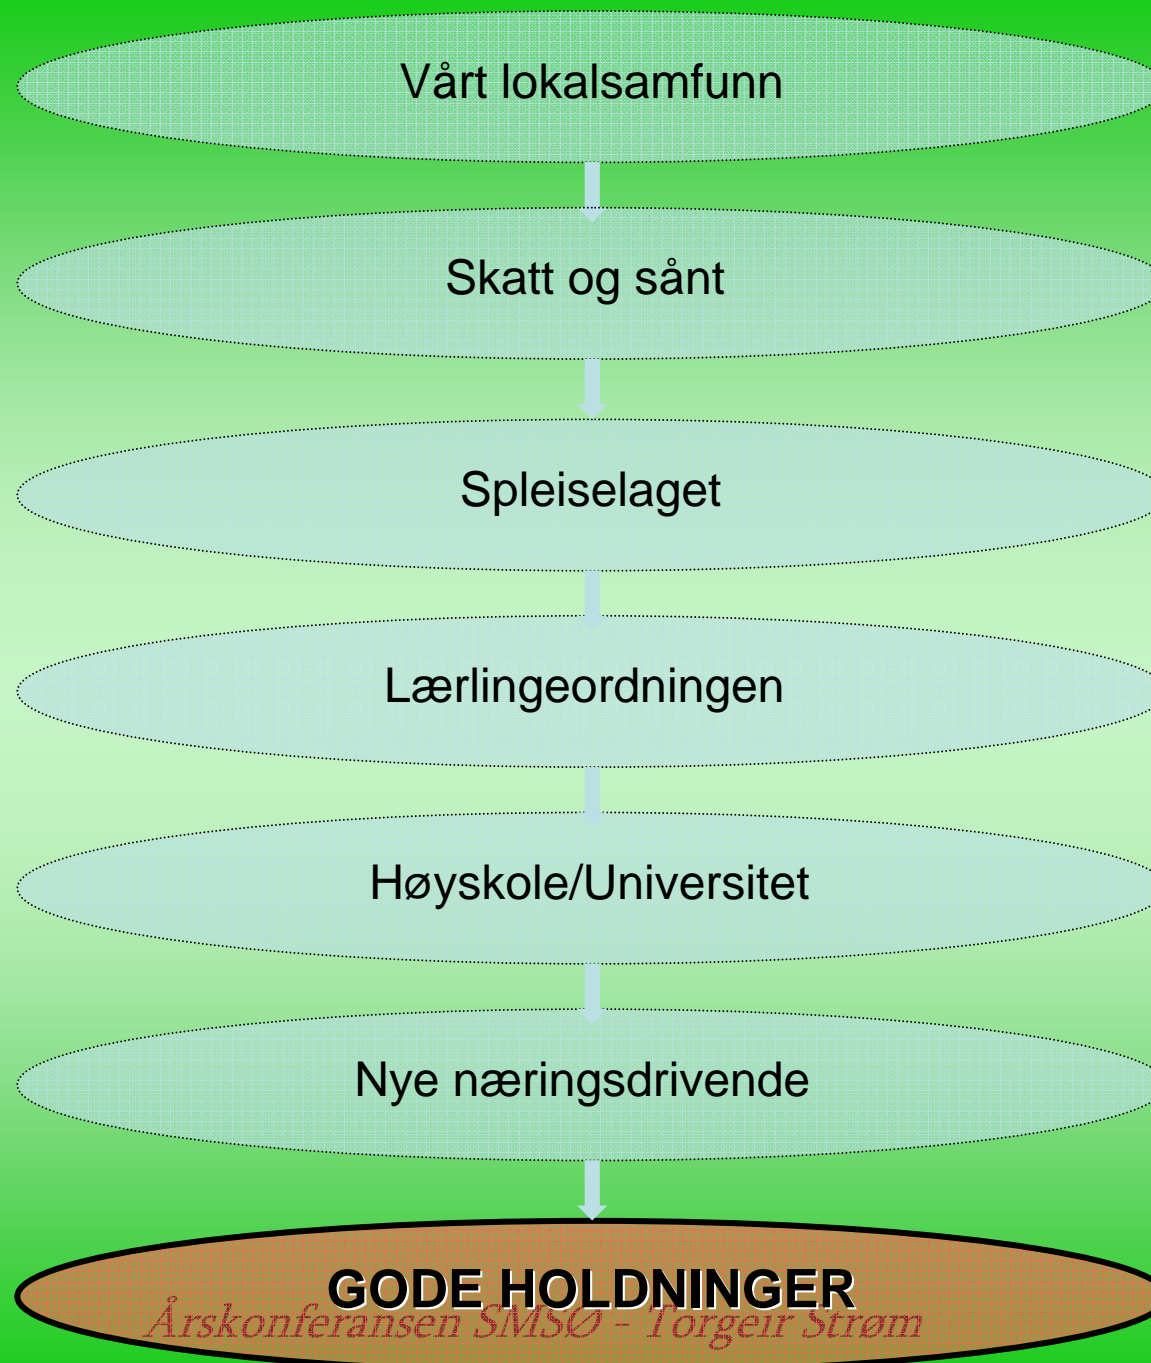 Vårt lokalsamfunn
Skatt og sånt
Spleiselaget
Lærlingeordningen
Høyskole/Universitet
Nye næringsdrivende
GODE HOLDNINGER
Årskonferansen SMSØ - Torgeir Strøm